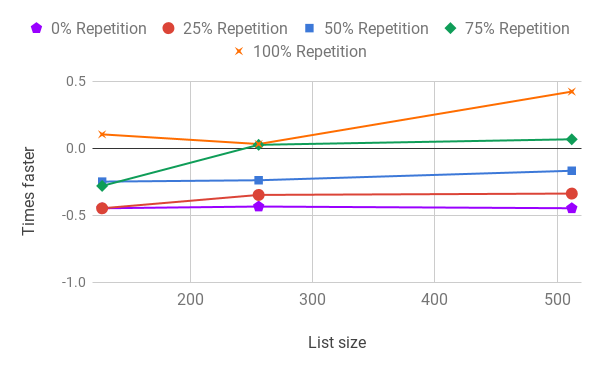 0% Repetition 25% Repetition 50% Repetition 75% Repetition
100% Repetition
0.5
0.0
-0.5
-1.0
Times faster
200 300 400 500
List size